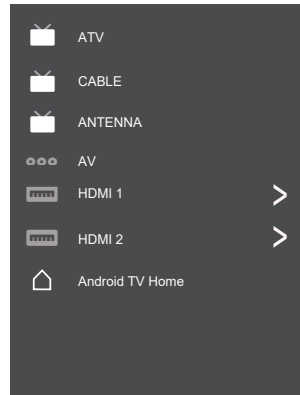 ATV
CABLE
ANTENNA
AV
HDMI 1
HDMI 2
Android TV Home